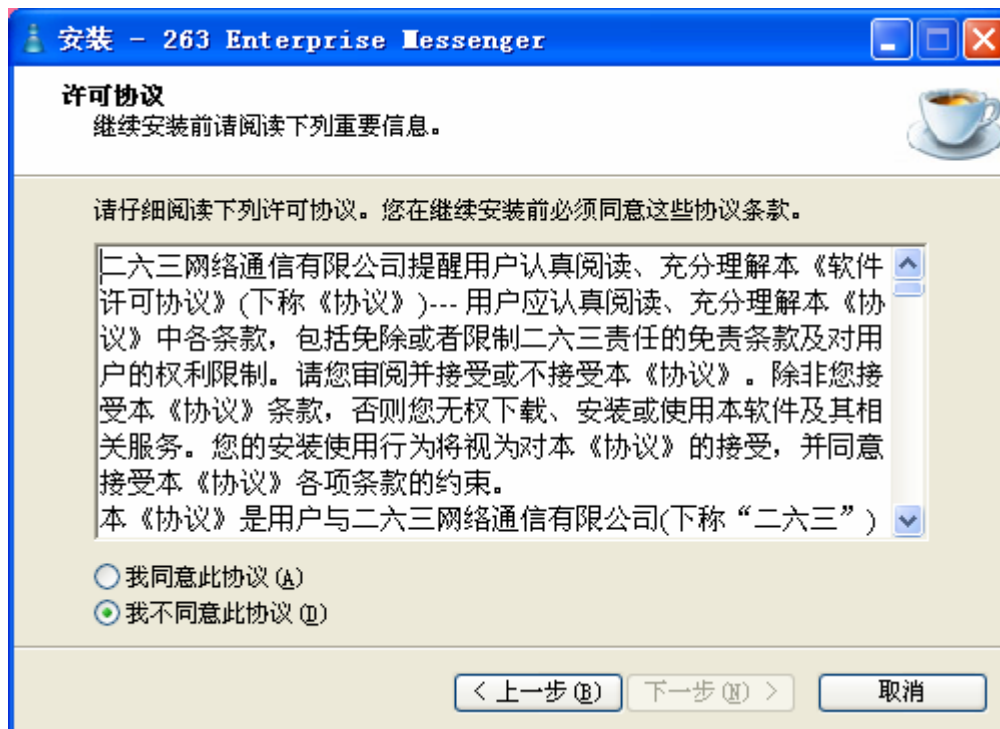 安装 - 263 Enterprise Messenger
许可协议
继续安装前请阅读下列重要信息。
请仔细阅读下列许可协议。您在继续安装前必须同意这些协议条款。
二六三网络通信有限公司提醒用户认真阅读、充分理解本《软件
许可协议》(下称《协议》)--- 用户应认真阅读、充分理解本《协
议》中各条款，包括免除或者限制二六三责任的免责条款及对用
户的权利限制。请您审阅并接受或不接受本《协议》。除非您接
受本《协议》条款，否则您无权下载、安装或使用本软件及其相
关服务。您的安装使用行为将视为对本《协议》的接受，并同意
接受本《协议》各项条款的约束。
本《协议》是用户与二六三网络通信有限公司(下称“二六三”)
我同意此协议(A)
我不同意此协议(D)
< 上一步(B) 下一步(N) > 取消